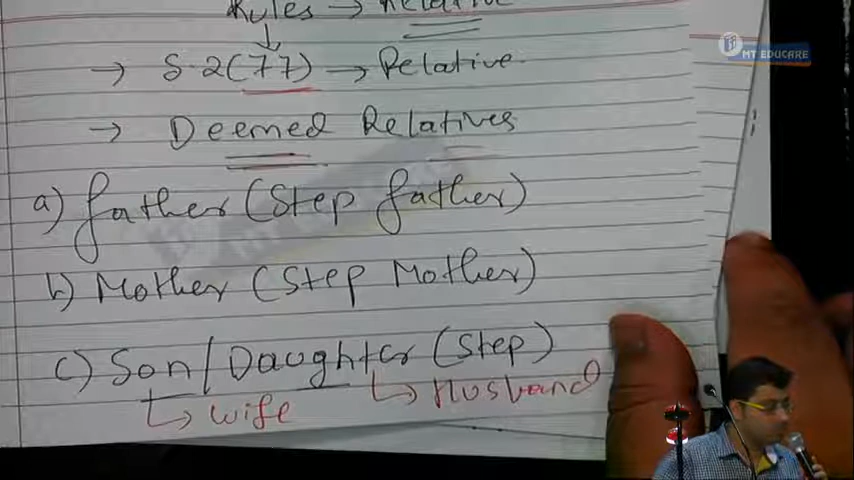 Rules → Relative
MT EDUCARE
→ S.2(77) → Relative.
→ Deemed Relatives
a) father (Step father)
b) Mother (Step Mother)
c) Son/Daughter (Step)
↳ wife ↳ Husband